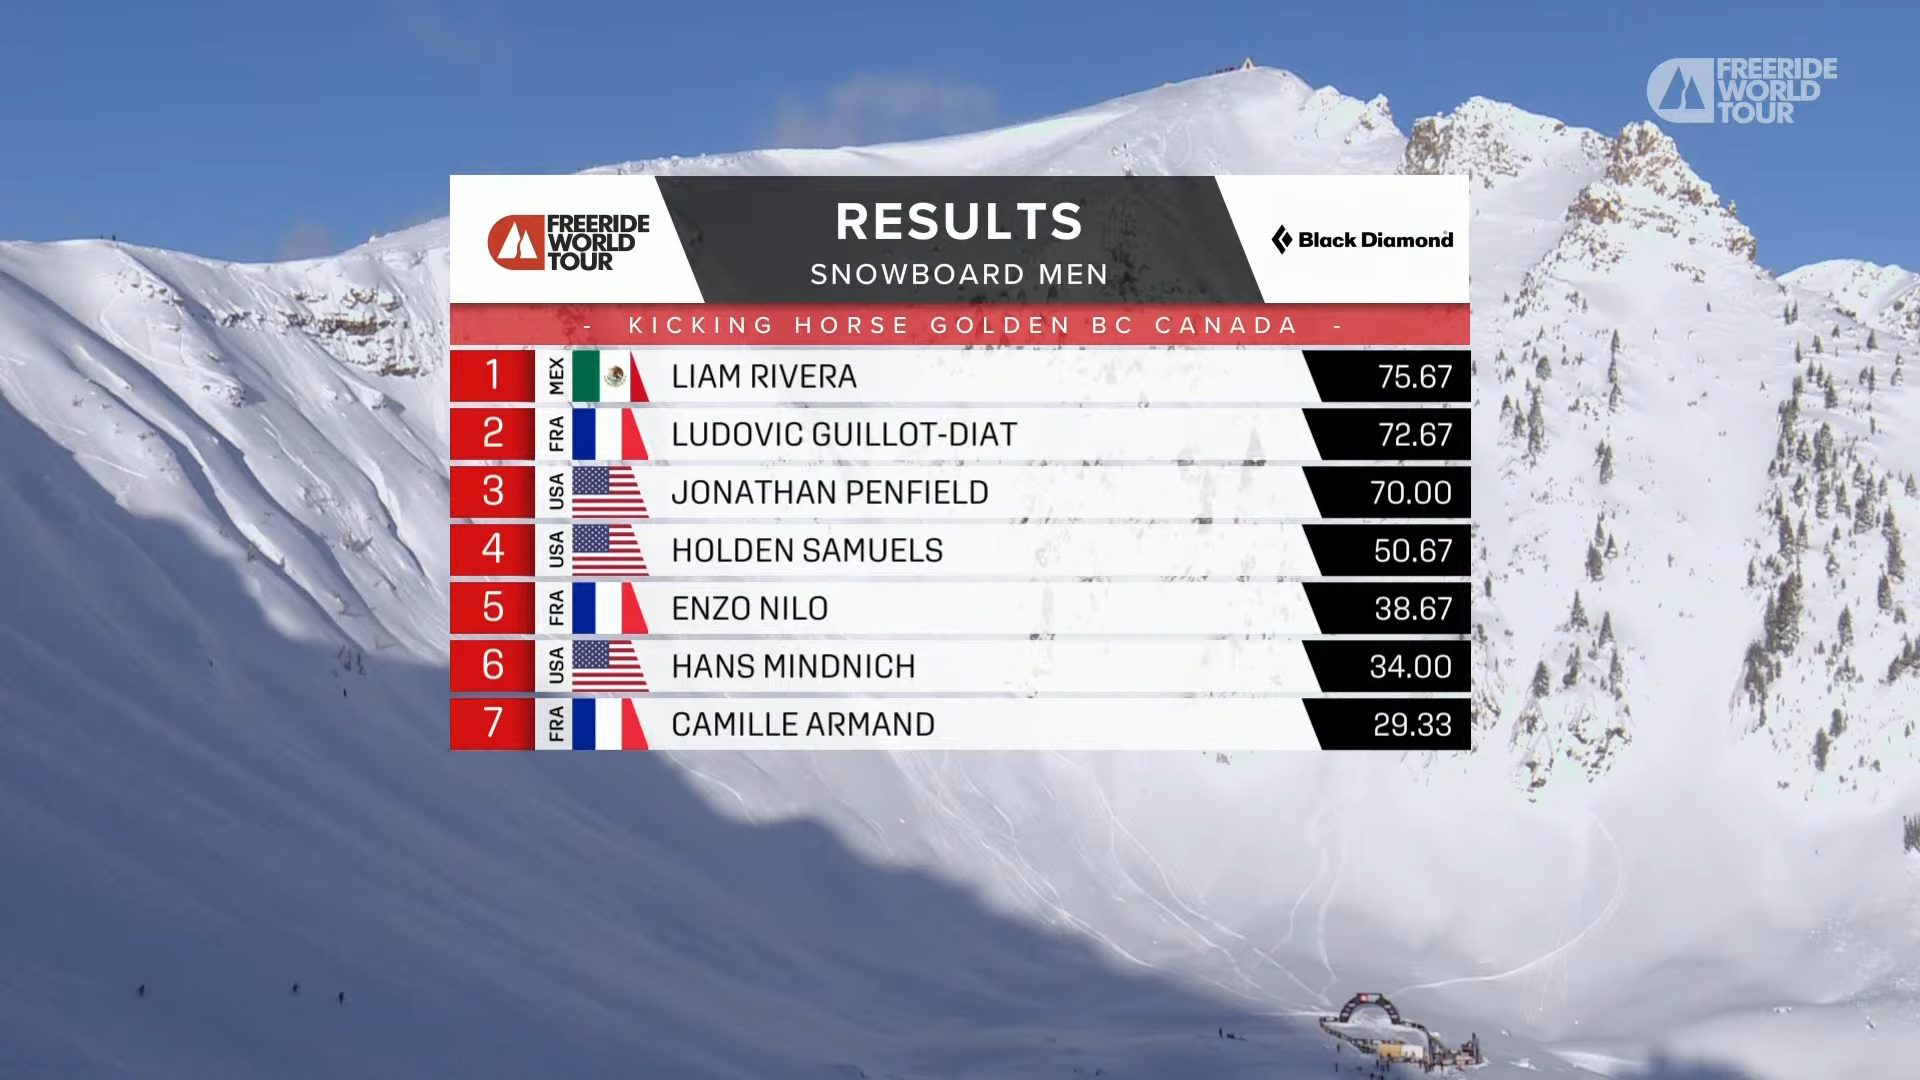 FREERIDE
WORLD
TOUR
FREERIDE
WORLD
TOUR
RESULTS
SNOWBOARD MEN
Black Diamond
- KICKING HORSE GOLDEN BC CANADA -
1 MEX LIAM RIVERA 75.67
2 FRA LUDOVIC GUILLOT-DIAT 72.67
3 USA JONATHAN PENFIELD 70.00
4 USA HOLDEN SAMUELS 50.67
5 FRA ENZO NILO 38.67
6 USA HANS MINDNICH 34.00
7 FRA CAMILLE ARMAND 29.33